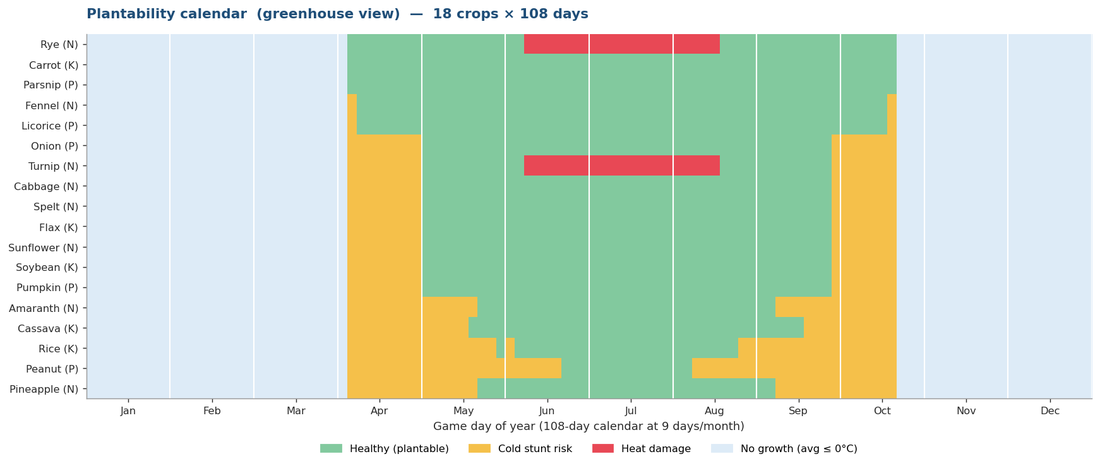 Plantability calendar (greenhouse view) — 18 crops × 108 days
Rye (N)
Carrot (K)
Parsnip (P)
Fennel (N)
Licorice (P)
Onion (P)
Turnip (N)
Cabbage (N)
Spelt (N)
Flax (K)
Sunflower (N)
Soybean (K)
Pumpkin (P)
Amaranth (N)
Cassava (K)
Rice (K)
Peanut (P)
Pineapple (N)
Jan Feb Mar Apr May Jun Jul Aug Sep Oct Nov Dec
Game day of year (108-day calendar at 9 days/month)
Healthy (plantable) Cold stunt risk Heat damage No growth (avg ≤ 0°C)